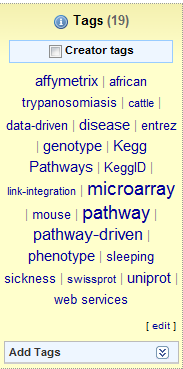 Tags (19)
Creator tags
affymetrix | african
trypanosomiasis | cattle |
data-driven | disease | entrez
| genotype | Kegg
Pathways | KeggID |
link-integration | microarray
| mouse | pathway |
pathway-driven |
phenotype | sleeping
sickness | swissprot | uniprot |
web services
[ edit ]
Add Tags